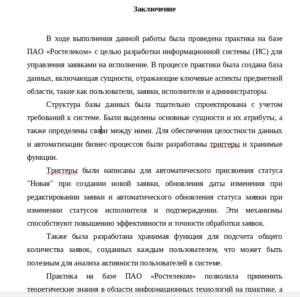 Заключение
В ходе выполнения данной работы была проведена практика на базе
ПАО «Ростелеком» с целью разработки информационной системы (ИС) для
управления заявками на исполнение. В процессе практики была создана база
данных, включающая сущности, отражающие ключевые аспекты предметной
области, такие как пользователи, заявки, исполнители и администраторы.
Структура базы данных была тщательно спроектирована с учетом
требований к системе. Были выделены основные сущности и их атрибуты, а
также определены связи между ними. Для обеспечения целостности данных
и автоматизации бизнес-процессов были разработаны триггеры и хранимые
функции.
Триггеры были написаны для автоматического присвоения статуса
"Новая" при создании новой заявки, обновления даты изменения при
редактировании заявки и автоматического обновления статуса заявки при
изменении статусов исполнителя и подтверждении. Эти механизмы
способствуют повышению эффективности и точности обработки заявок.
Также была разработана хранимая функция для подсчета общего
количества заявок, созданных каждым пользователем, что может быть
полезным для анализа активности пользователей в системе.
Практика на базе ПАО «Ростелеком» позволила применить
теоретические знания в области информационных технологий на практике, а